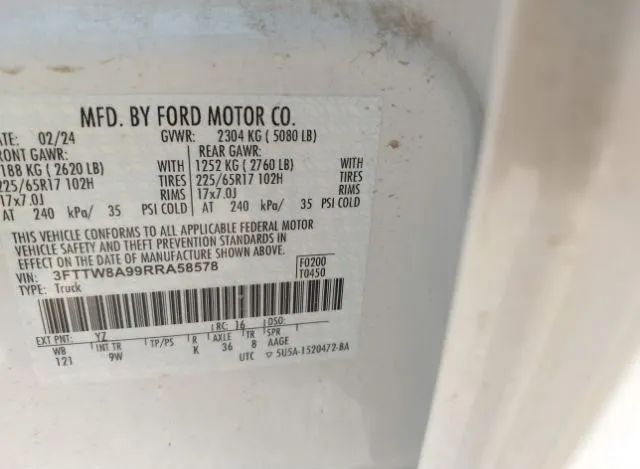 MFD. BY FORD MOTOR CO.
ATE: 02/24 GVWR: 2304 KG ( 5080 LB)
RONT GAWR: REAR GAWR:
188 KG ( 2620 LB) WITH 1252 KG ( 2760 LB) WITH
225/65R17 102H TIRES 225/65R17 102H TIRES
17x7.0J RIMS 17x7.0J RIMS
AT 240 kPa/ 35 PSI COLD AT 240 kPa/ 35 PSI COLD
THIS VEHICLE CONFORMS TO ALL APPLICABLE FEDERAL MOTOR
VEHICLE SAFETY AND THEFT PREVENTION STANDARDS IN
EFFECT ON THE DATE OF MANUFACTURE SHOWN ABOVE.
VIN: 3FTTW8A99RRA58578 F0200
TYPE: Truck T0450
EXT PNT: YZ RC: 16 DSO:
WB INT TR TP/PS R AXLE TR SPR
121 9W K 36 8 AAGE
UTC 5U5A-1520472-BA